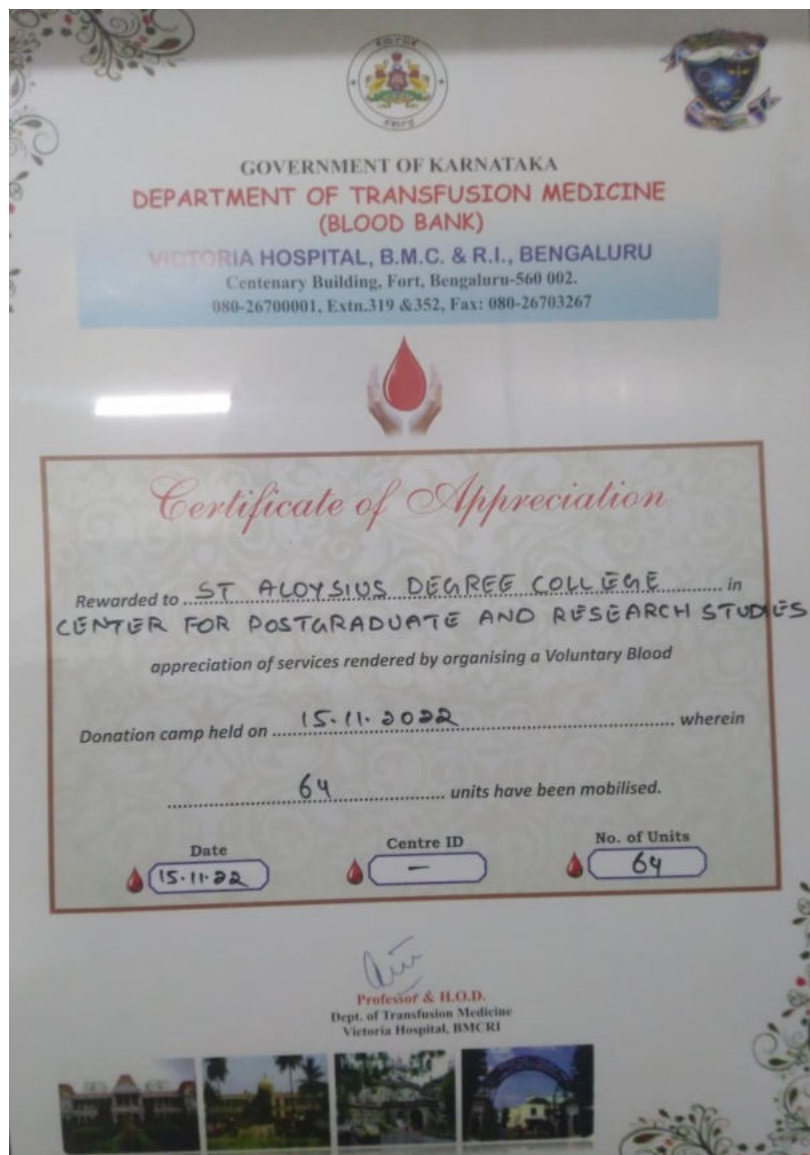 GOVERNMENT OF KARNATAKA
DEPARTMENT OF TRANSFUSION MEDICINE
(BLOOD BANK)
VICTORIA HOSPITAL, B.M.C. & R.I., BENGALURU
Centenary Building, Fort, Bengaluru-560 002.
080-26700001, Extn.319 &352, Fax: 080-26703267
Certificate of Appreciation
Rewarded to ST ALOYSIUS DEGREE COLLEGE in
CENTER FOR POSTGRADUATE AND RESEARCH STUDIES
appreciation of services rendered by organising a Voluntary Blood
Donation camp held on 15.11.2022 wherein
64 units have been mobilised.
Date Centre ID No. of Units
15.11.22 — 64
Professor & H.O.D.
Dept. of Transfusion Medicine
Victoria Hospital, BMCRI